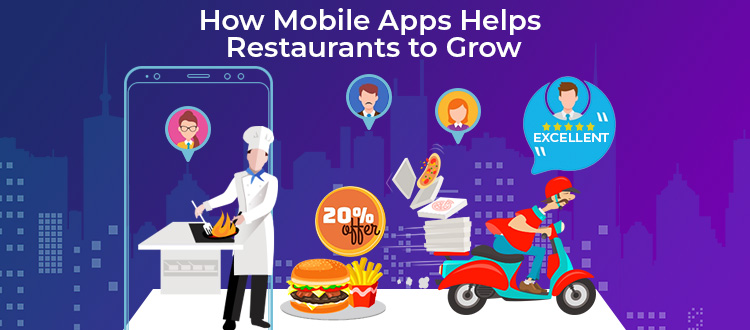 How Mobile Apps Helps
Restaurants to Grow
EXCELLENT
20%
offer